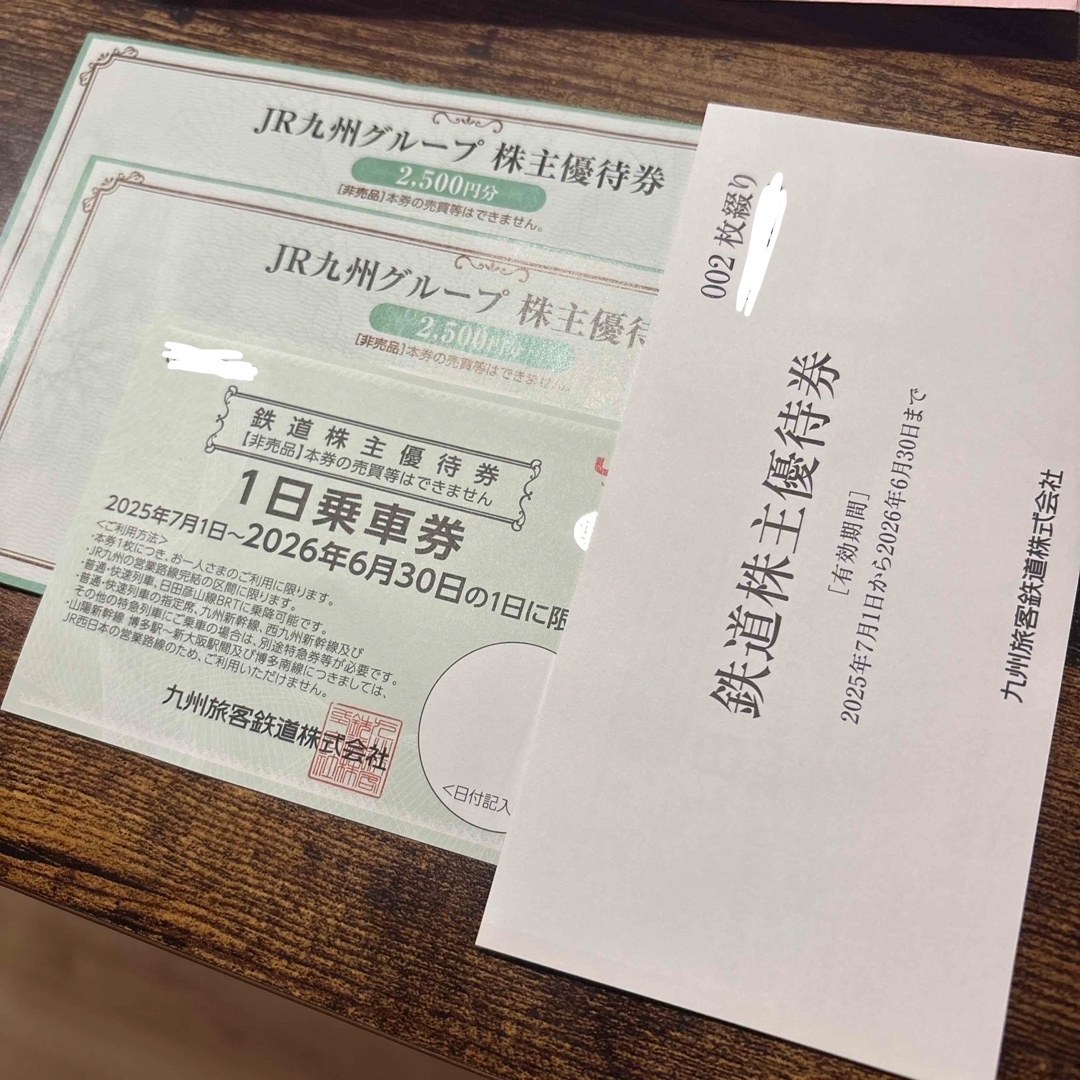 JR九州グループ 株主優待券
2,500円分
[非売品]本券の売買等はできません。
JR九州グループ 株主優待
2,500円分
[非売品]本券の売買等はできません。
鉄道株主優待券
【非売品】本券の売買等はできません
1日乗車券
2025年7月1日～2026年6月30日の1日に限
＜ご利用方法＞
・本券1枚につき、お一人さまのご利用に限ります。
・JR九州の営業路線完結の区間に限ります。
・普通・快速列車、日田彦山線BRTに乗降可能です。
・普通・快速列車の指定席、九州新幹線、西九州新幹線及び
その他の特急列車にご乗車の場合は、別途特急券等が必要です。
・山陽新幹線 博多駅～新大阪駅間及び博多南線につきましては、
JR西日本の営業路線のため、ご利用いただけません。
九州旅客鉄道株式会社
＜日付記入
002 枚綴り
鉄道株主優待券
[有効期間]
2025年7月1日から2026年6月30日まで
九州旅客鉄道株式会社